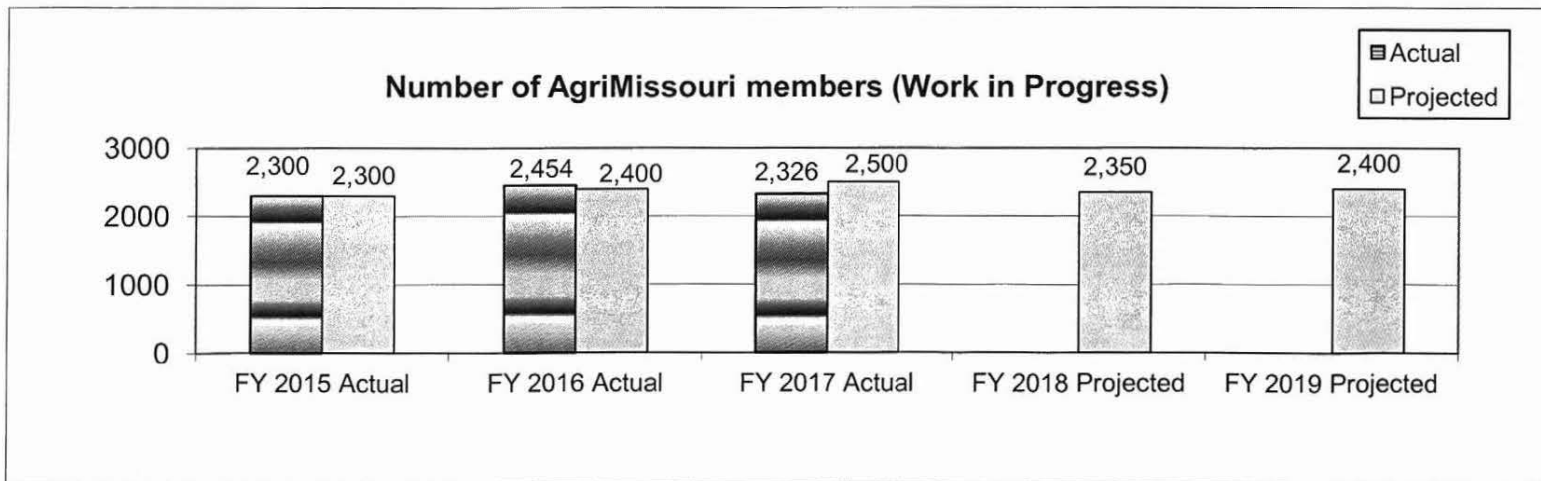 Actual
Projected
Number of AgriMissouri members (Work in Progress)
3000
2000
1000
0
2,300
2,300
2,454
2,400
2,326
2,500
2,350
2,400
FY 2015 Actual
FY 2016 Actual
FY 2017 Actual
FY 2018 Projected
FY 2019 Projected